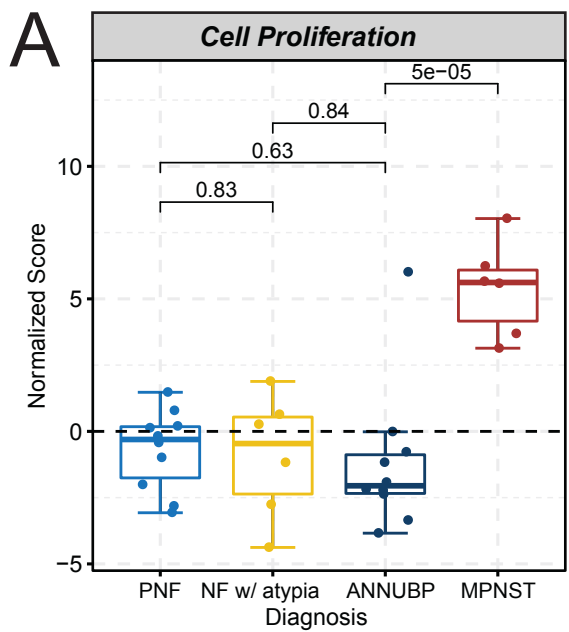 A
Cell Proliferation
5e−05
0.84
0.63
0.83
10
5
0
−5
Normalized Score
PNF NF w/ atypia ANNUBP MPNST
Diagnosis